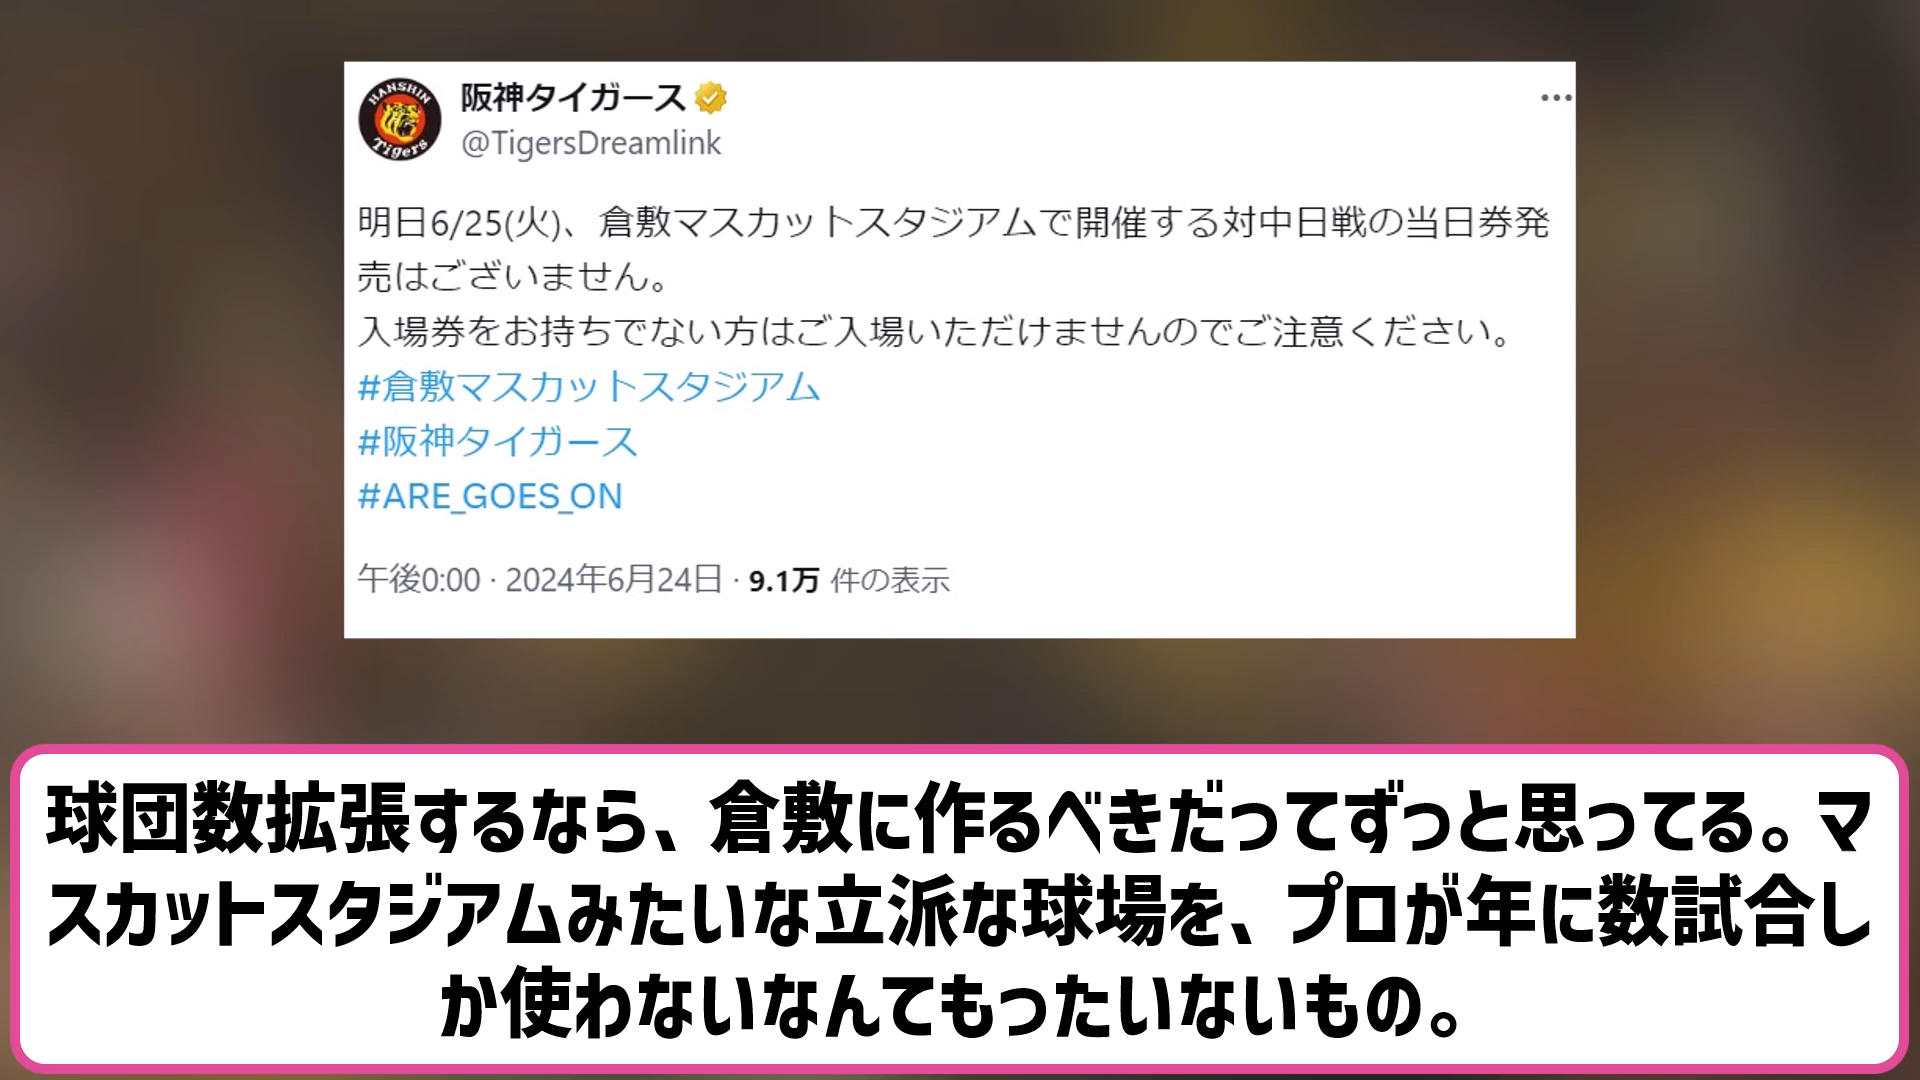 HANSHIN
Tigers
阪神タイガース
@TigersDreamlink
明日6/25(火)、倉敷マスカットスタジアムで開催する対中日戦の当日券発
売はございません。
入場券をお持ちでない方はご入場いただけませんのでご注意ください。
#倉敷マスカットスタジアム
#阪神タイガース
#ARE_GOES_ON
午後0:00 · 2024年6月24日 · 9.1万 件の表示
球団数拡張するなら、倉敷に作るべきだってずっと思ってる。マ
スカットスタジアムみたいな立派な球場を、プロが年に数試合し
か使わないなんてもったいないもの。